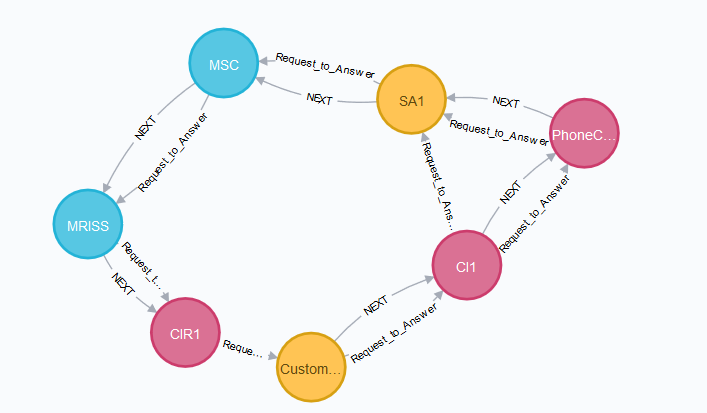 MSC
Request_to_Answer
NEXT
SA1
NEXT
PhoneC...
Request_to_Answer
NEXT
Request_to_Answer
Request_to_Ans...
NEXT
Request_to_Answer
MRISS
Request_t...
NEXT
CI1
CIR1
Reque...
NEXT
Request_to_Answer
Custom...